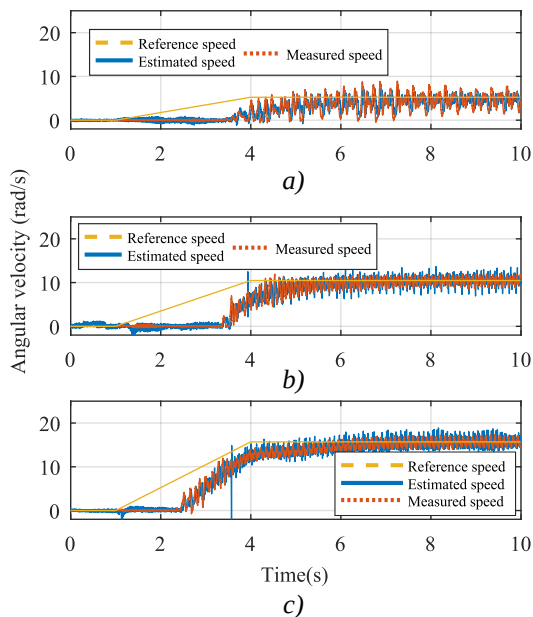 20
10
0
Reference speed
Estimated speed
Measured speed
0 2 4 6 8 10
a)
Angular velocity (rad/s)
20
10
0
Reference speed
Estimated speed
Measured speed
0 2 4 6 8 10
b)
20
10
0
Reference speed
Estimated speed
Measured speed
0 2 4 6 8 10
Time(s)
c)